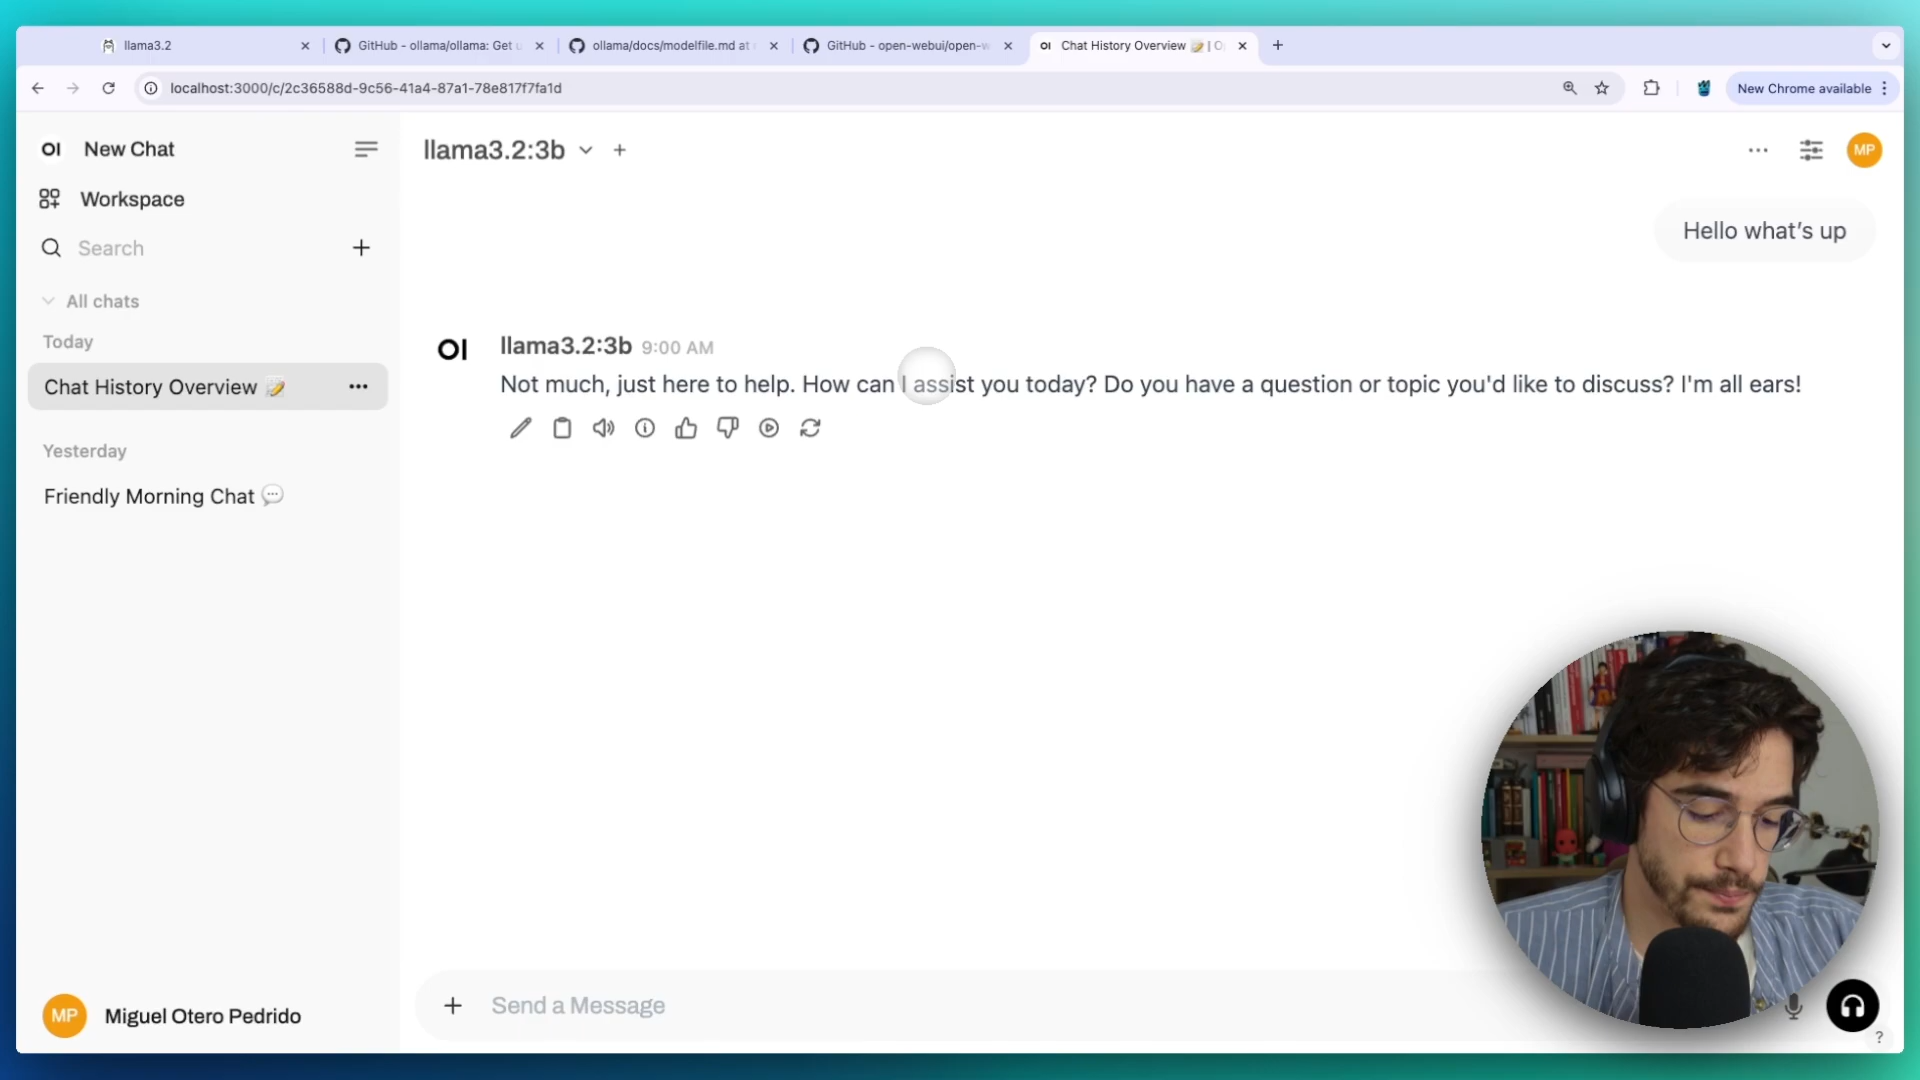 llama3.2
GitHub - ollama/ollama: Get u
ollama/docs/modelfile.md at
GitHub - open-webui/open-w
OI Chat History Overview 📝 | O
localhost:3000/c/2c36588d-9c56-41a4-87a1-78e817f7fa1d
New Chrome available
OI New Chat
Workspace
Search
All chats
Today
Chat History Overview 📝
Yesterday
Friendly Morning Chat 💬
MP Miguel Otero Pedrido
llama3.2:3b
MP
Hello what's up
OI llama3.2:3b 9:00 AM
Not much, just here to help. How can I assist you today? Do you have a question or topic you'd like to discuss? I'm all ears!
Send a Message
?